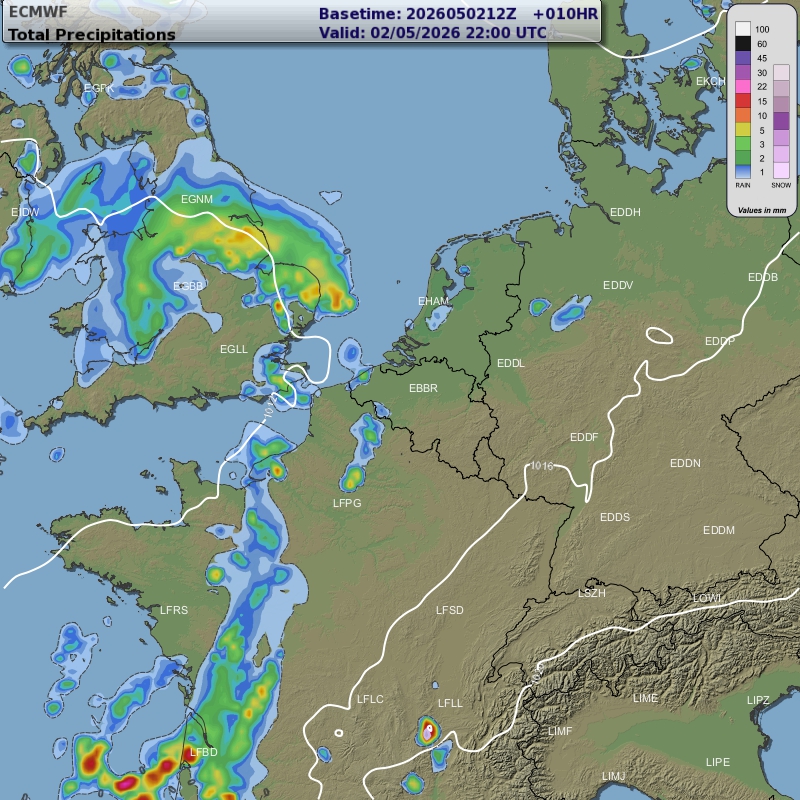 ECMWF
Basetime: 2026050212Z +010HR
Total Precipitations
Valid: 02/05/2026 22:00 UTC
100
60
45
30
22
15
10
5
3
2
1
RAIN SNOW
Values in mm
EGPK
EKCH
EIDW
EGNM
EDDH
EGBB
EDDV
EDDB
EHAM
EGLL
EDDP
EDDL
EBBR
1012
EDDF
1016
EDDN
LFPG
EDDS
EDDM
LSZH
LOWI
LFRS
LFSD
LFLC
LFLL
LIME
LIPZ
LIMF
LFBD
LIPE
LIMJ